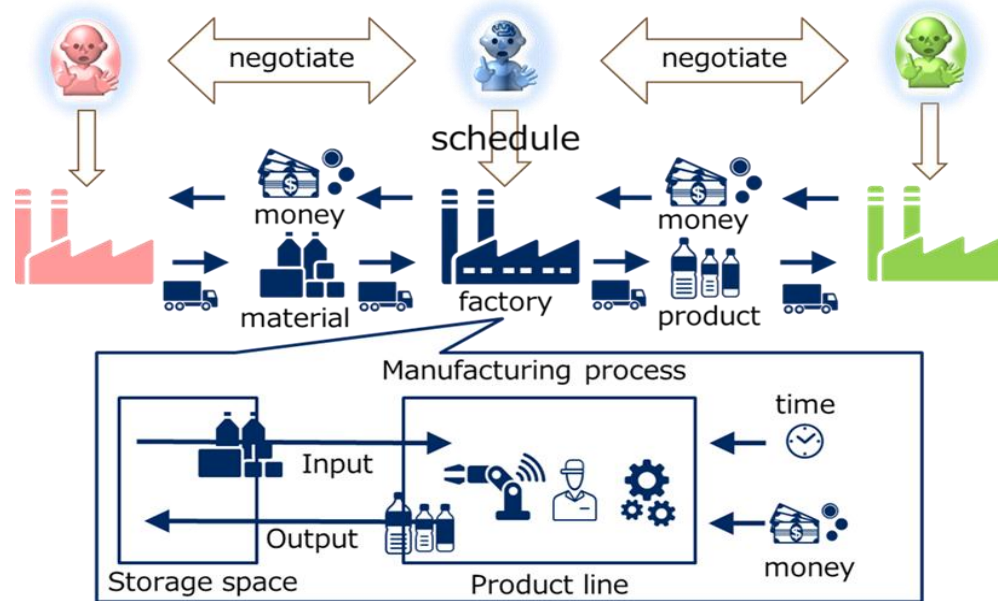 negotiate
negotiate
schedule
money
money
material
factory
product
Manufacturing process
time
Input
Output
money
Storage space
Product line